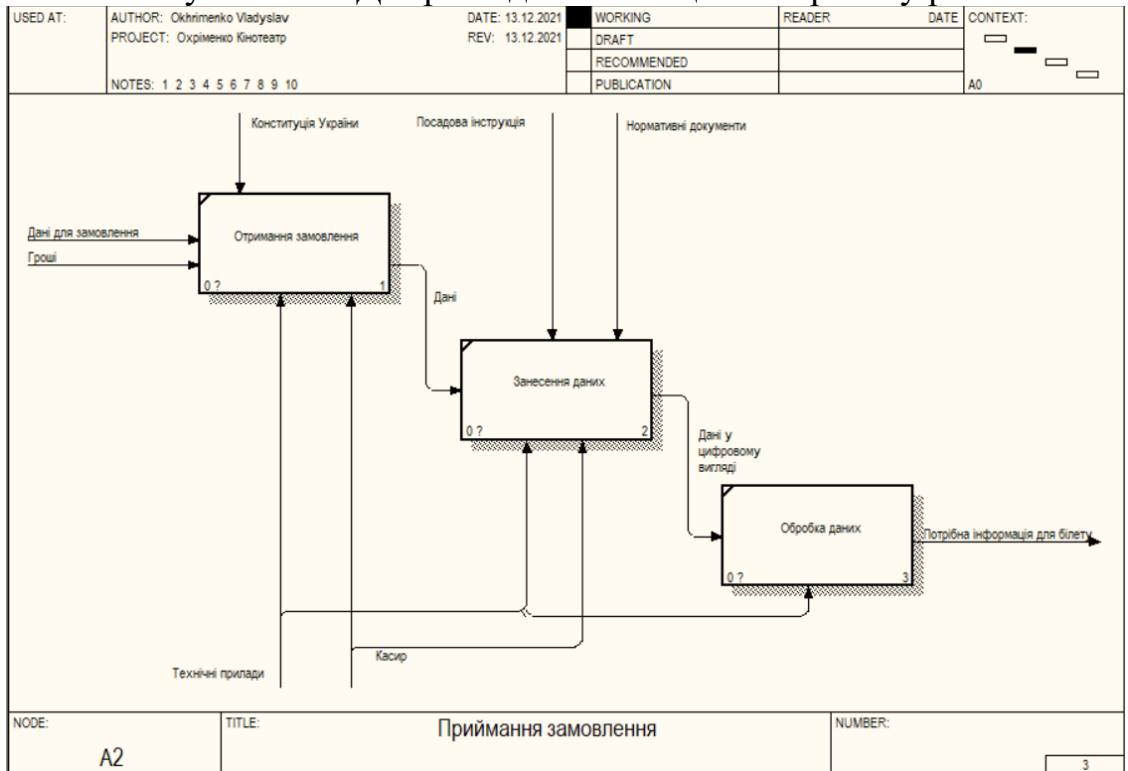 USED AT:
AUTHOR: Okhrimenko Vladyslav
DATE: 13.12.2021
WORKING
READER
DATE
CONTEXT:
PROJECT: Охріменко Кінотеатр
REV: 13.12.2021
DRAFT
RECOMMENDED
NOTES: 1 2 3 4 5 6 7 8 9 10
PUBLICATION
A0
Конституція України
Посадова інструкція
Нормативні документи
Дані для замовлення
Отримання замовлення
Гроші
0 ?
1
Дані
Занесення даних
0 ?
2
Дані у
цифровому
вигляді
Обробка даних
Потрібна інформація для білету
0 ?
3
Касир
Технічні прилади
NODE:
TITLE:
Приймання замовлення
NUMBER:
A2
3